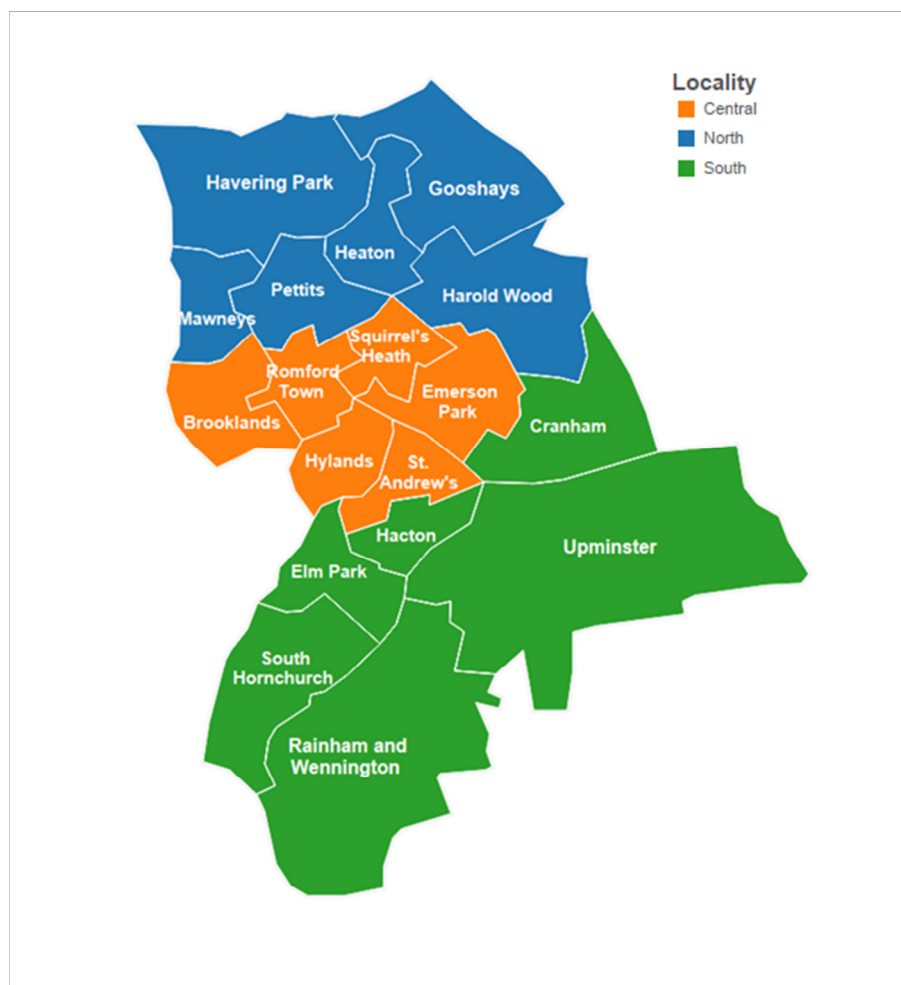 Locality
Central
North
South
Havering Park
Gooshays
Heaton
Pettits
Harold Wood
Mawneys
Squirrel's
Heath
Romford
Town
Emerson
Park
Brooklands
Cranham
Hylands
St.
Andrew's
Hacton
Upminster
Elm Park
South
Hornchurch
Rainham and
Wennington